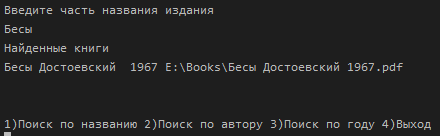 Введите часть названия издания
Бесы
Найденные книги
Бесы Достоевский  1967 E:\Books\Бесы Достоевский 1967.pdf
1)Поиск по названию 2)Поиск по автору 3)Поиск по году 4)Выход